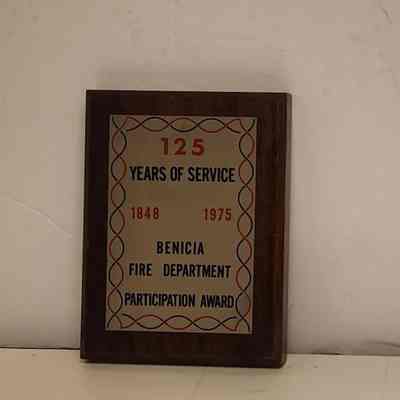 125
YEARS OF SERVICE
1848 1975
BENICIA
FIRE DEPARTMENT
PARTICIPATION AWARD